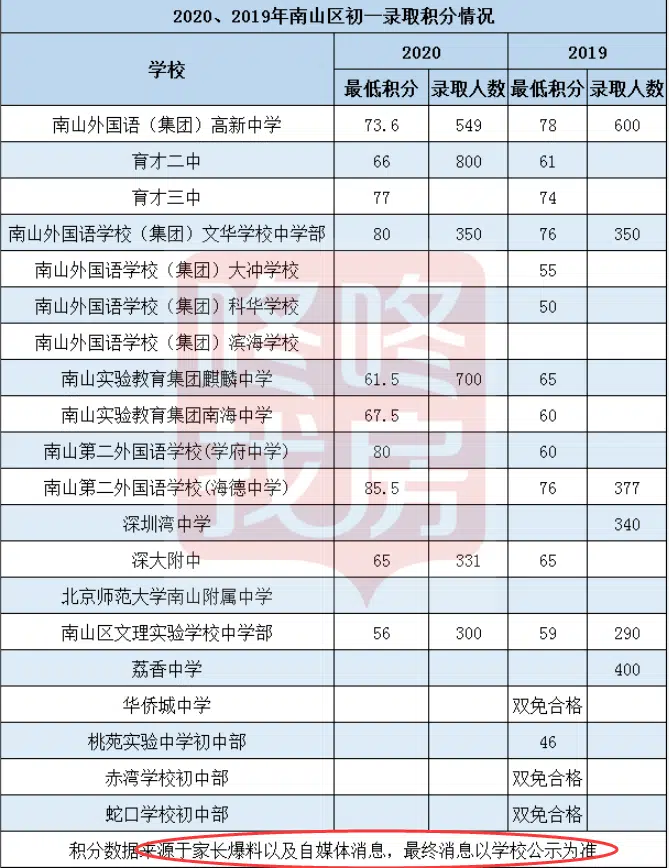 2020、2019年南山区初一录取积分情况
学校 2020 2019
最低积分 录取人数 最低积分 录取人数
南山外国语（集团）高新中学 73.6 549 78 600
育才二中 66 800 61
育才三中 77 74
南山外国语学校（集团）文华学校中学部 80 350 76 350
南山外国语学校（集团）大冲学校 55
南山外国语学校（集团）科华学校 50
南山外国语学校（集团）滨海学校
南山实验教育集团麒麟中学 61.5 700 65
南山实验教育集团南海中学 67.5 60
南山第二外国语学校(学府中学) 80 60
南山第二外国语学校(海德中学) 85.5 76 377
深圳湾中学 340
深大附中 65 331 65
北京师范大学南山附属中学
南山区文理实验学校中学部 56 300 59 290
荔香中学 400
华侨城中学 双免合格
桃苑实验中学初中部 46
赤湾学校初中部 双免合格
蛇口学校初中部 双免合格
积分数据来源于家长爆料以及自媒体消息，最终消息以学校公示为准
咚咚找房